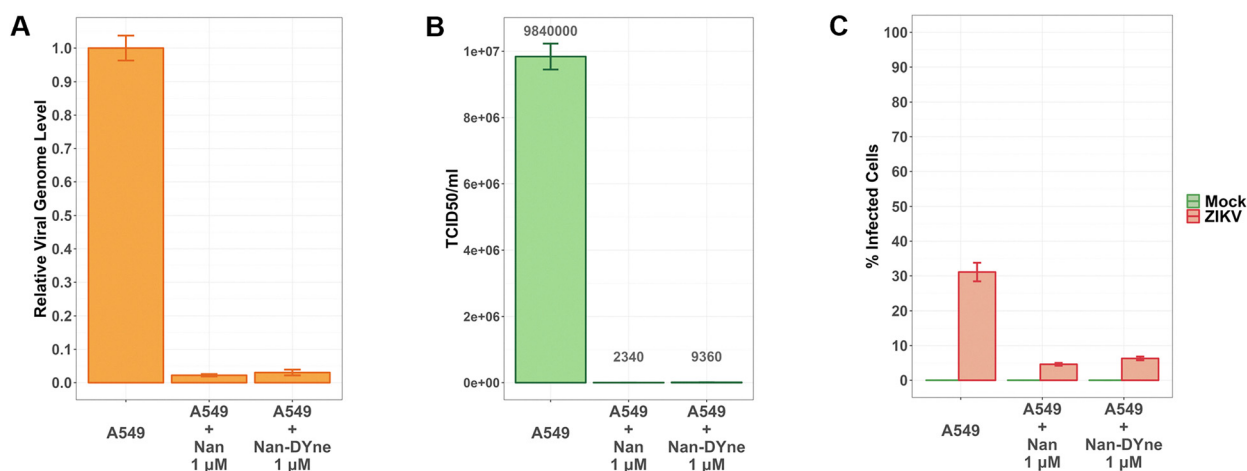 A
Relative Viral Genome Level
1.0
0.9
0.8
0.7
0.6
0.5
0.4
0.3
0.2
0.1
0.0
A549
A549
+
Nan
1 µM
A549
+
Nan-DYne
1 µM
B
TCID50/ml
1e+07
8e+06
6e+06
4e+06
2e+06
0e+00
9840000
2340
9360
A549
A549
+
Nan
1 µM
A549
+
Nan-DYne
1 µM
C
% Infected Cells
100
90
80
70
60
50
40
30
20
10
0
A549
A549
+
Nan
1 µM
A549
+
Nan-DYne
1 µM
Mock
ZIKV